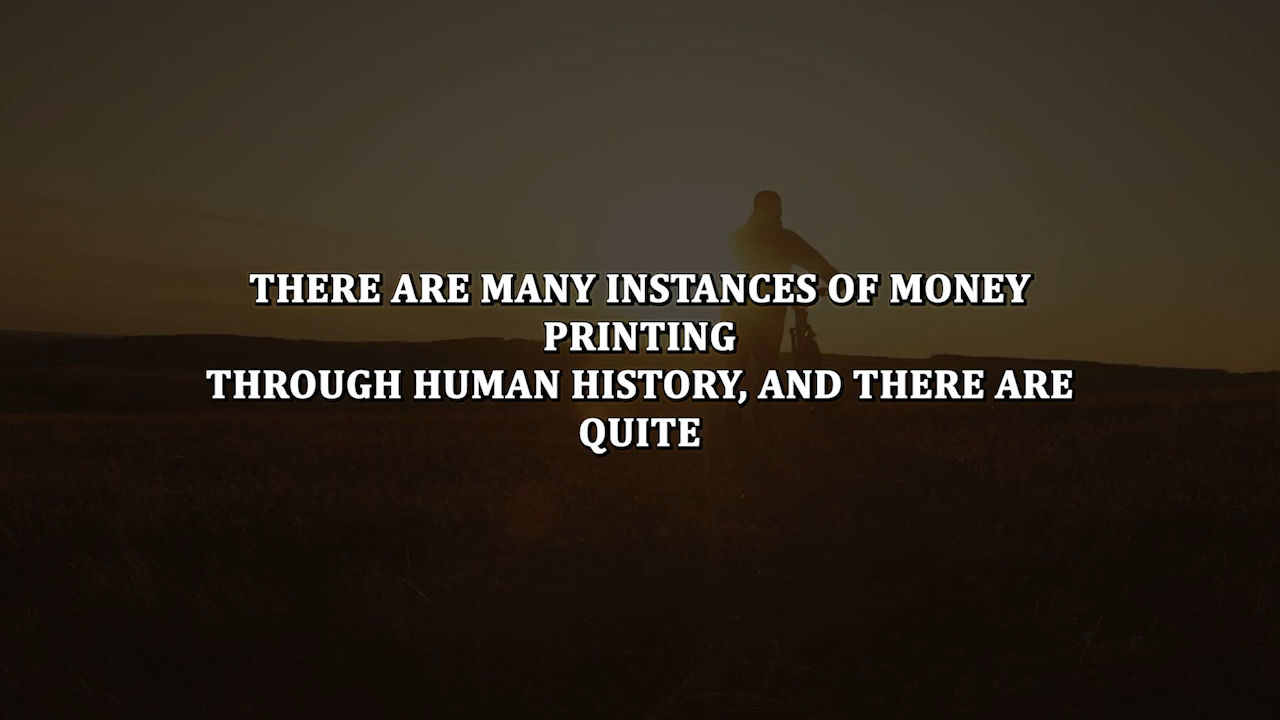 THERE ARE MANY INSTANCES OF MONEY
PRINTING
THROUGH HUMAN HISTORY, AND THERE ARE
QUITE